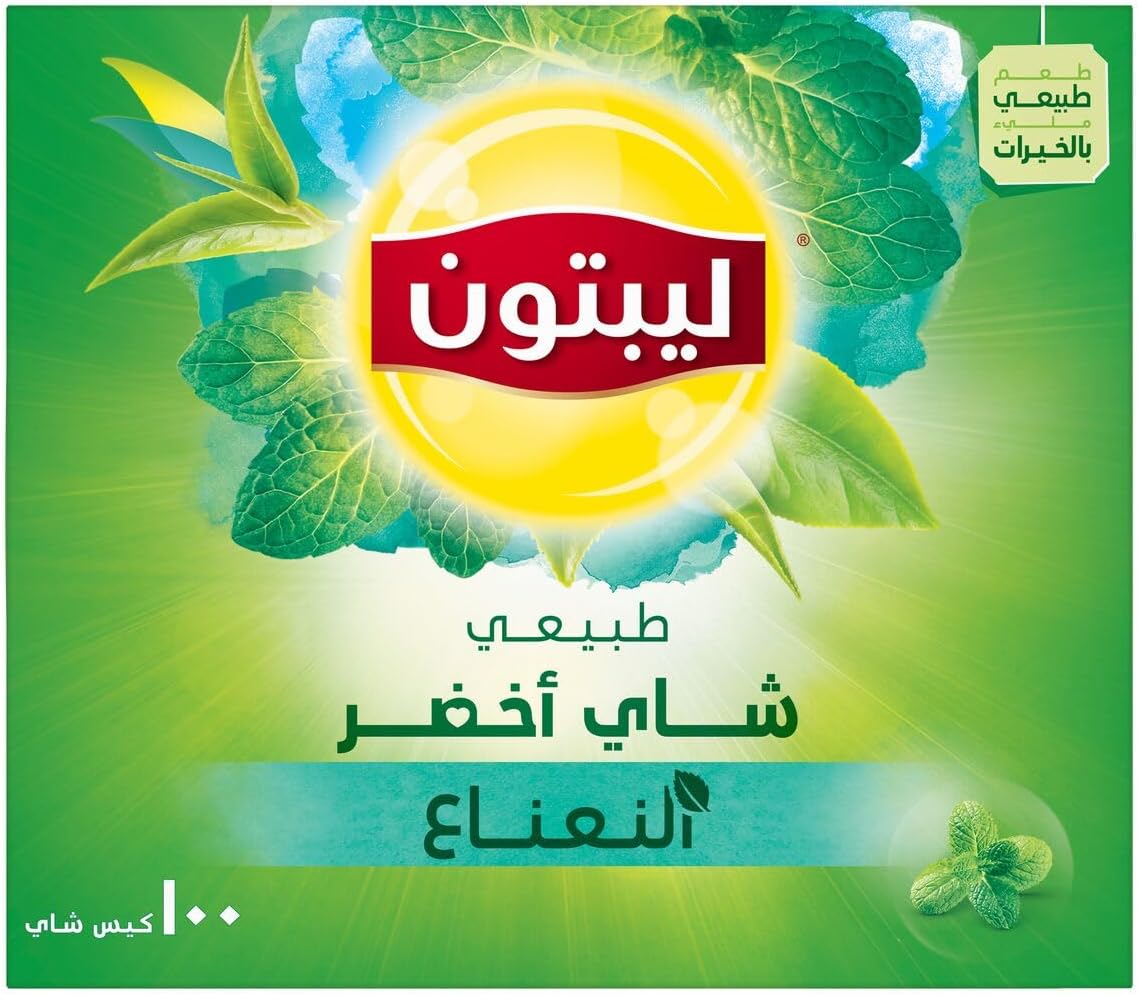 طعم
طبيعي
مليء
بالخيرات
ليبتون
®
طبيعي
شاي أخضر
النعناع
١٠٠ كيس شاي